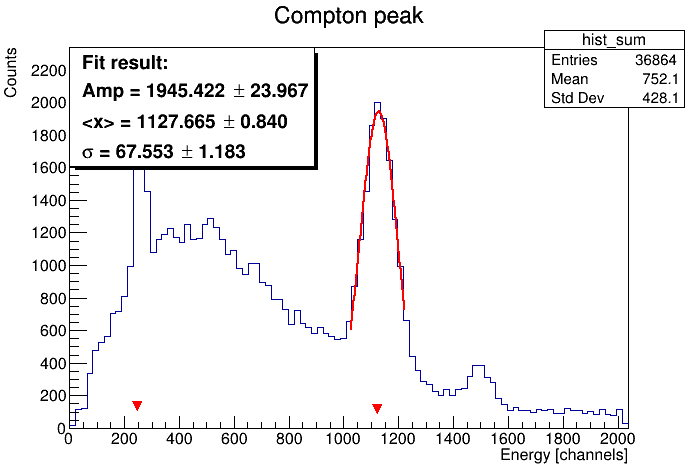 Compton peak
hist_sum
Entries 36864
Mean 752.1
Std Dev 428.1
Fit result:
Amp = 1945.422 ± 23.967
<x> = 1127.665 ± 0.840
σ = 67.553 ± 1.183
Counts
2200
2000
1800
1600
1400
1200
1000
800
600
400
200
0
0 200 400 600 800 1000 1200 1400 1600 1800 2000
Energy [channels]